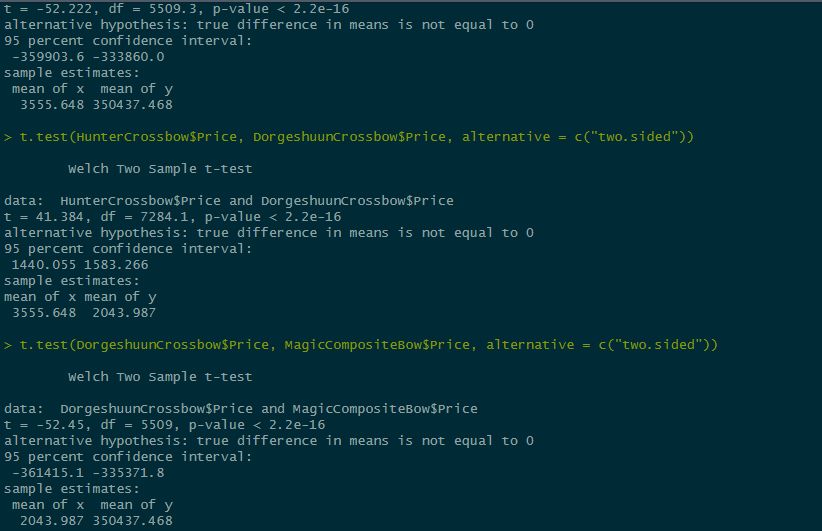 t = -52.222, df = 5509.3, p-value < 2.2e-16
alternative hypothesis: true difference in means is not equal to 0
95 percent confidence interval:
 -359903.6 -333860.0
sample estimates:
 mean of x  mean of y
  3555.648 350437.468

> t.test(HunterCrossbow$Price, DorgeshuunCrossbow$Price, alternative = c("two.sided"))

        Welch Two Sample t-test

data:  HunterCrossbow$Price and DorgeshuunCrossbow$Price
t = 41.384, df = 7284.1, p-value < 2.2e-16
alternative hypothesis: true difference in means is not equal to 0
95 percent confidence interval:
 1440.055 1583.266
sample estimates:
mean of x mean of y
 3555.648  2043.987

> t.test(DorgeshuunCrossbow$Price, MagicCompositeBow$Price, alternative = c("two.sided"))

        Welch Two Sample t-test

data:  DorgeshuunCrossbow$Price and MagicCompositeBow$Price
t = -52.45, df = 5509, p-value < 2.2e-16
alternative hypothesis: true difference in means is not equal to 0
95 percent confidence interval:
 -361415.1 -335371.8
sample estimates:
 mean of x  mean of y
  2043.987 350437.468